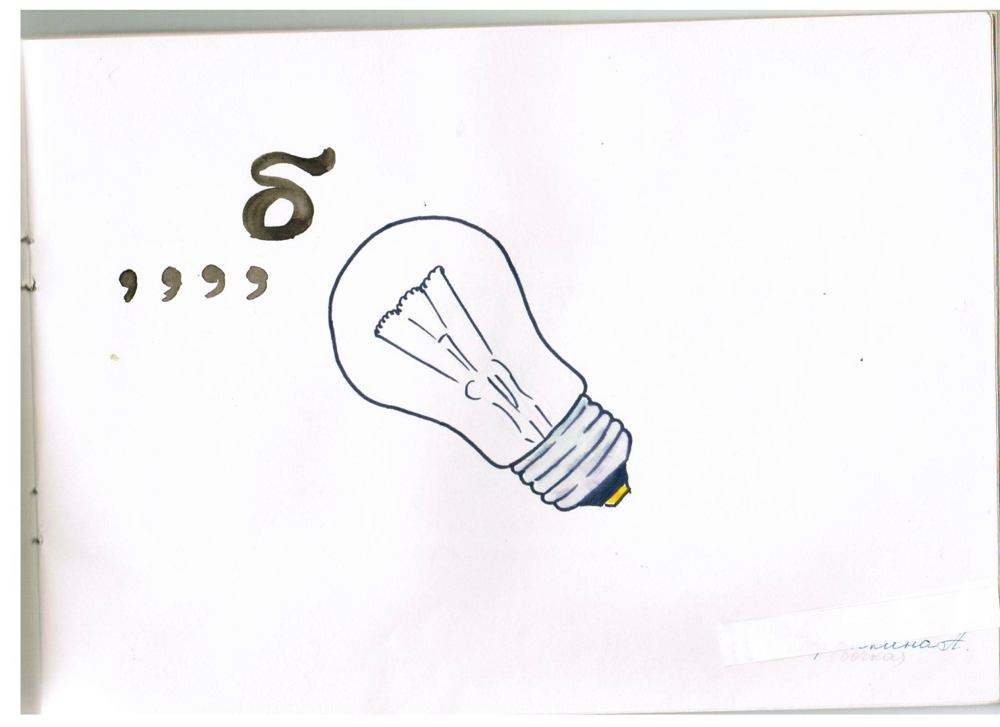 б
, , , ,
А.
(бочка)